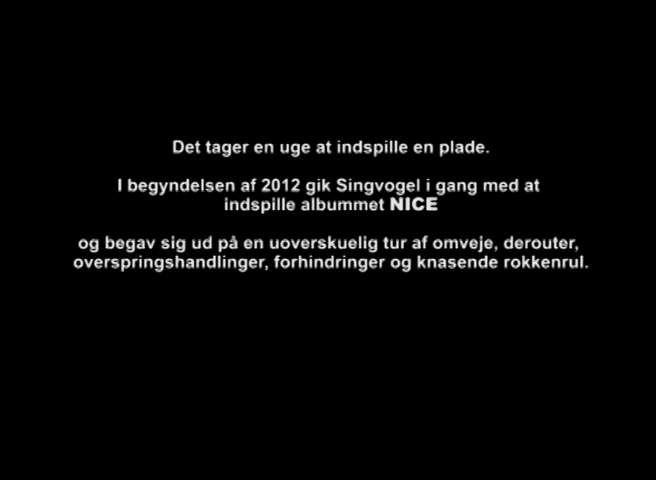 Det tager en uge at indspille en plade.
I begyndelsen af 2012 gik Singvogel i gang med at
indspille albummet NICE
og begav sig ud på en uoverskuelig tur af omveje, derouter,
overspringshandlinger, forhindringer og knasende rokkenrul.